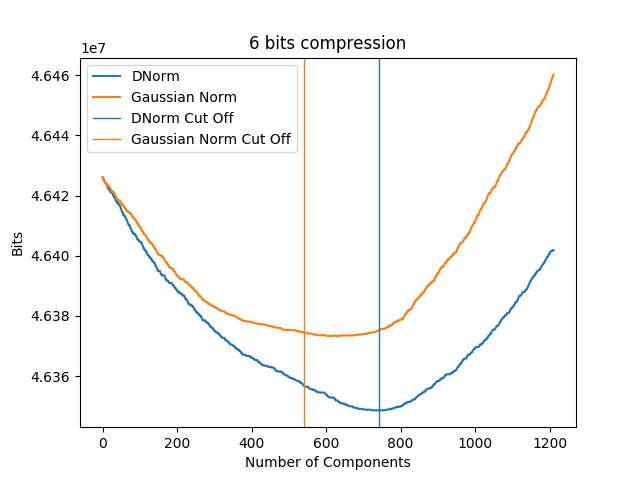 6 bits compression
1e7
4.646
4.644
4.642
4.640
4.638
4.636
Bits
DNorm
Gaussian Norm
DNorm Cut Off
Gaussian Norm Cut Off
0 200 400 600 800 1000 1200
Number of Components